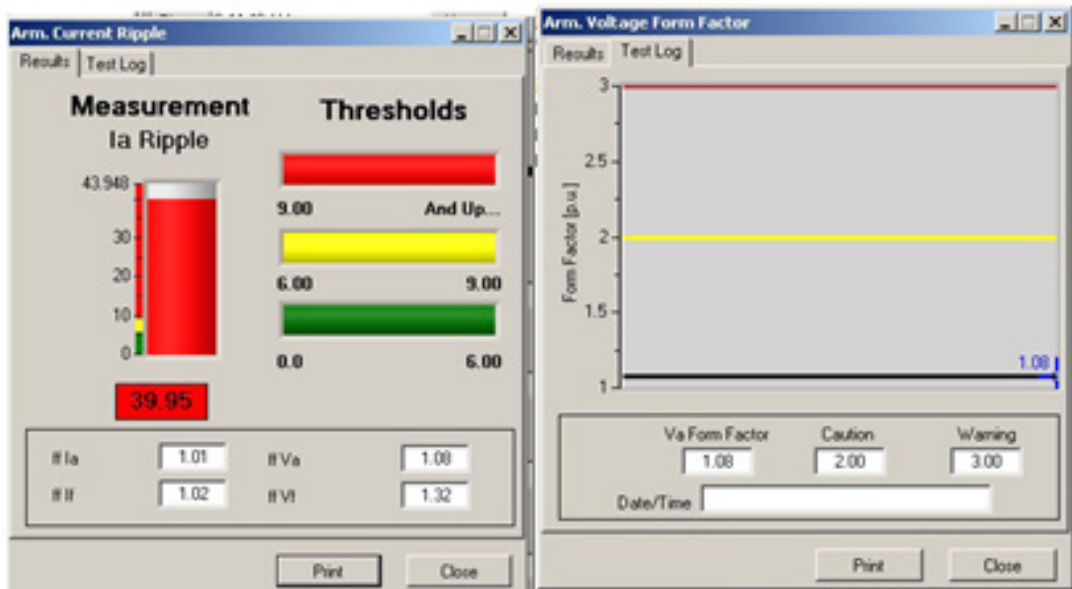 Arm. Current Ripple
Results Test Log
Measurement
Ia Ripple
43.948
30
20
10
0
39.95
Thresholds
9.00 And Up...
6.00 9.00
0.0 6.00
ff Ia 1.01 ff Va 1.08
ff If 1.02 ff Vf 1.32
Print Close
Arm. Voltage Form Factor
Results Test Log
Form Factor [p.u.]
3
2.5
2
1.5
1
1.08
Va Form Factor Caution Warning
1.08 2.00 3.00
Date/Time
Print Close